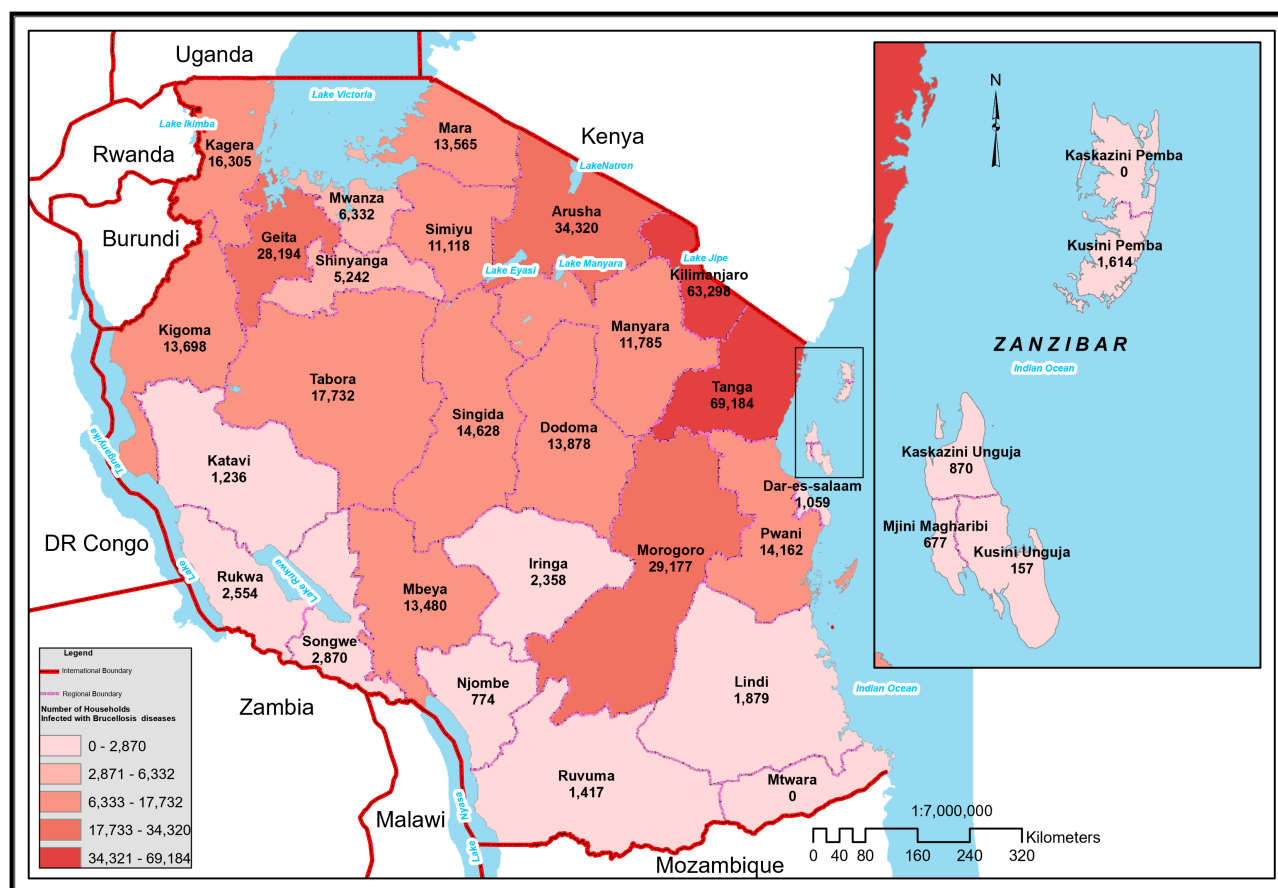 Uganda
Lake Victoria
Lake Ikimba
Kagera
16,305
Mara
13,565
Kenya
Rwanda
LakeNatron
Mwanza
6,332
Arusha
34,320
Burundi
Geita
28,194
Simiyu
11,118
Shinyanga
5,242
Lake Eyasi
Lake Manyara
Lake Jipe
Kilimanjaro
63,298
Kigoma
13,698
Manyara
11,785
Tabora
17,732
Tanga
69,184
Singida
14,628
Dodoma
13,878
Katavi
1,236
Lake Tanganyika
Dar-es-salaam
1,059
Pwani
14,162
DR Congo
Morogoro
29,177
Iringa
2,358
Rukwa
2,554
Lake Rukwa
Mbeya
13,480
Songwe
2,870
Njombe
774
Lindi
1,879
Indian Ocean
Zambia
Ruvuma
1,417
Mtwara
0
Malawi
Lake Nyasa
Mozambique
N
Kaskazini Pemba
0
Kusini Pemba
1,614
ZANZIBAR
Indian Ocean
Kaskazini Unguja
870
Mjini Magharibi
677
Kusini Unguja
157
Legend
International Boundary
Regional Boundary
Number of Households
Infected with Brucellosis diseases
0 - 2,870
2,871 - 6,332
6,333 - 17,732
17,733 - 34,320
34,321 - 69,184
1:7,000,000
Kilometers
0 40 80 160 240 320